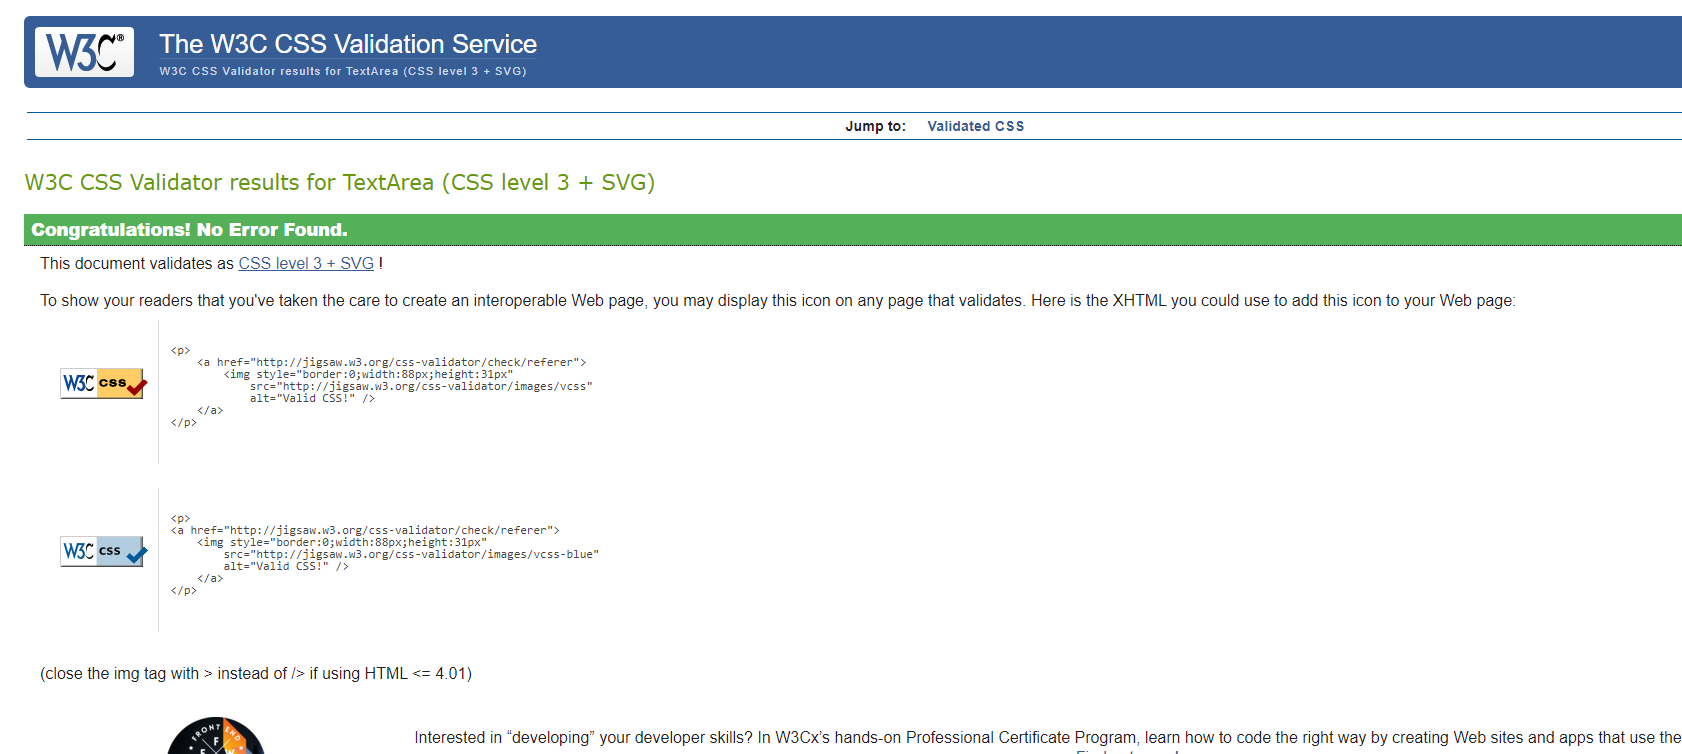 W3C®
The W3C CSS Validation Service
W3C CSS Validator results for TextArea (CSS level 3 + SVG)
Jump to: Validated CSS
W3C CSS Validator results for TextArea (CSS level 3 + SVG)
Congratulations! No Error Found.
This document validates as CSS level 3 + SVG !
To show your readers that you've taken the care to create an interoperable Web page, you may display this icon on any page that validates. Here is the XHTML you could use to add this icon to your Web page:
W3C css
<p>
<a href="http://jigsaw.w3.org/css-validator/check/referer">
<img style="border:0;width:88px;height:31px"
src="http://jigsaw.w3.org/css-validator/images/vcss"
alt="Valid CSS!" />
</a>
</p>
W3C css
<p>
<a href="http://jigsaw.w3.org/css-validator/check/referer">
<img style="border:0;width:88px;height:31px"
src="http://jigsaw.w3.org/css-validator/images/vcss-blue"
alt="Valid CSS!" />
</a>
</p>
(close the img tag with > instead of /> if using HTML <= 4.01)
FRONT END
F
Interested in “developing” your developer skills? In W3Cx’s hands-on Professional Certificate Program, learn how to code the right way by creating Web sites and apps that use the